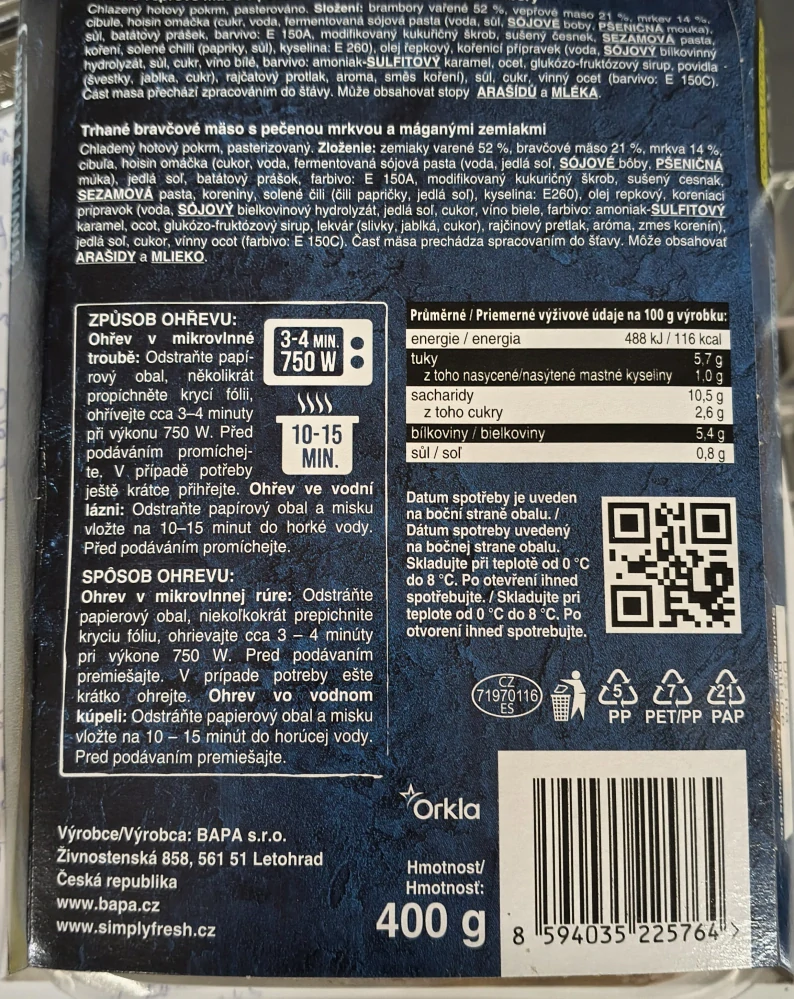 Chlazený hotový pokrm, pasterováno. Složení: brambory vařené 52 %, vepřové maso 21 %, mrkev 14 %,
cibule, hoisin omáčka (cukr, voda, fermentovaná sójová pasta (voda, sůl, SÓJOVÉ boby, PŠENIČNÁ mouka),
sůl, batátový prášek, barvivo: E 150A, modifikovaný kukuřičný škrob, sušený česnek, SEZAMOVÁ pasta,
koření, solené chilli (papriky, sůl), kyselina: E 260), olej řepkový, kořenicí přípravek (voda, SÓJOVÝ bílkovinný
hydrolyzát, sůl, cukr, víno bílé, barvivo: amoniak-SULFITOVÝ karamel, ocet, glukózo-fruktózový sirup, povidla
(švestky, jablka, cukr), rajčatový protlak, aroma, směs koření), sůl, cukr, vinný ocet (barvivo: E 150C).
Část masa přechází zpracováním do šťávy. Může obsahovat stopy ARAŠÍDŮ a MLÉKA.
Trhané bravčové mäso s pečenou mrkvou a máganými zemiakmi
Chladený hotový pokrm, pasterizovaný. Zloženie: zemiaky varené 52 %, bravčové mäso 21 %, mrkva 14 %,
cibuľa, hoisin omáčka (cukor, voda, fermentovaná sójová pasta (voda, jedlá soľ, SÓJOVÉ bôby, PŠENIČNÁ
múka), jedlá soľ, batátový prášok, farbivo: E 150A, modifikovaný kukuričný škrob, sušený cesnak,
SEZAMOVÁ pasta, koreniny, solené čili (čili papričky, jedlá soľ), kyselina: E260), olej repkový, koreniaci
prípravok (voda, SÓJOVÝ bielkovinový hydrolyzát, jedlá soľ, cukor, víno biele, farbivo: amoniak-SULFITOVÝ
karamel, ocot, glukózo-fruktózový sirup, lekvár (slivky, jablká, cukor), rajčinový pretlak, aróma, zmes korenín),
jedlá soľ, cukor, vínny ocot (farbivo: E 150C). Časť mäsa prechádza spracovaním do šťavy. Môže obsahovať
ARAŠIDY a MLIEKO.
ZPŮSOB OHŘEVU:
Ohřev v mikrovlnné
troubě: Odstraňte papí-
rový obal, několikrát
propíchněte krycí fólii,
ohřívejte cca 3–4 minuty
při výkonu 750 W. Před
podáváním promíchej-
te. V případě potřeby
ještě krátce přihřejte. Ohřev ve vodní
lázni: Odstraňte papírový obal a misku
vložte na 10–15 minut do horké vody.
Před podáváním promíchejte.
3-4 MIN.
750 W
10-15
MIN.
SPÔSOB OHREVU:
Ohrev v mikrovlnnej rúre: Odstráňte
papierový obal, niekoľkokrát prepichnite
kryciu fóliu, ohrievajte cca 3 – 4 minúty
pri výkone 750 W. Pred podávaním
premiešajte. V prípade potreby ešte
krátko ohrejte. Ohrev vo vodnom
kúpeli: Odstráňte papierový obal a misku
vložte na 10 – 15 minút do horúcej vody.
Pred podávaním premiešajte.
Průměrné / Priemerné výživové údaje na 100 g výrobku:
energie / energia 488 kJ / 116 kcal
tuky 5,7 g
z toho nasycené/nasýtené mastné kyseliny 1,0 g
sacharidy 10,5 g
z toho cukry 2,6 g
bílkoviny / bielkoviny 5,4 g
sůl / soľ 0,8 g
Datum spotřeby je uveden
na boční straně obalu. /
Dátum spotreby uvedený
na bočnej strane obalu.
Skladujte při teplotě od 0 °C
do 8 °C. Po otevření ihned
spotřebujte. / Skladujte pri
teplote od 0 °C do 8 °C. Po
otvorení ihneď spotrebujte.
CZ
71970116
ES
5
PP
7
PET/PP
21
PAP
Orkla
Výrobce/Výrobca: BAPA s.r.o.
Živnostenská 858, 561 51 Letohrad
Česká republika
www.bapa.cz
www.simplyfresh.cz
Hmotnost/
Hmotnosť:
400 g
8 594035 225764 >